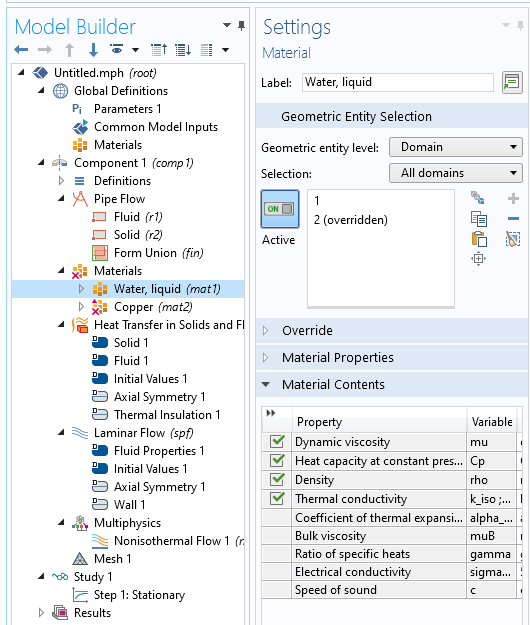 Model Builder
Untitled.mph (root)
Global Definitions
Parameters 1
Common Model Inputs
Materials
Component 1 (comp1)
Definitions
Pipe Flow
Fluid (r1)
Solid (r2)
Form Union (fin)
Materials
Water, liquid (mat1)
Copper (mat2)
Heat Transfer in Solids and Fl
Solid 1
Fluid 1
Initial Values 1
Axial Symmetry 1
Thermal Insulation 1
Laminar Flow (spf)
Fluid Properties 1
Initial Values 1
Axial Symmetry 1
Wall 1
Multiphysics
Nonisothermal Flow 1
Mesh 1
Study 1
Step 1: Stationary
Results
Settings
Material
Label: Water, liquid
Geometric Entity Selection
Geometric entity level: Domain
Selection: All domains
ON
Active
1
2 (overridden)
Override
Material Properties
Material Contents
Property Variable
Dynamic viscosity mu
Heat capacity at constant pres... Cp
Density rho
Thermal conductivity k_iso ;...
Coefficient of thermal expansi... alpha_...
Bulk viscosity muB
Ratio of specific heats gamma
Electrical conductivity sigma...
Speed of sound c